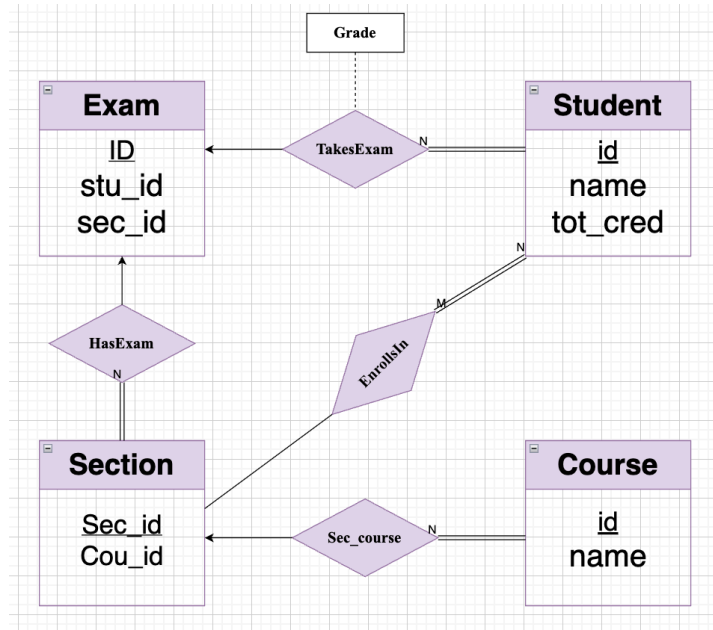 Grade
Exam
ID
stu_id
sec_id
TakesExam
N
Student
id
name
tot_cred
N
M
EnrollsIn
HasExam
N
Section
Sec_id
Cou_id
Sec_course
N
Course
id
name